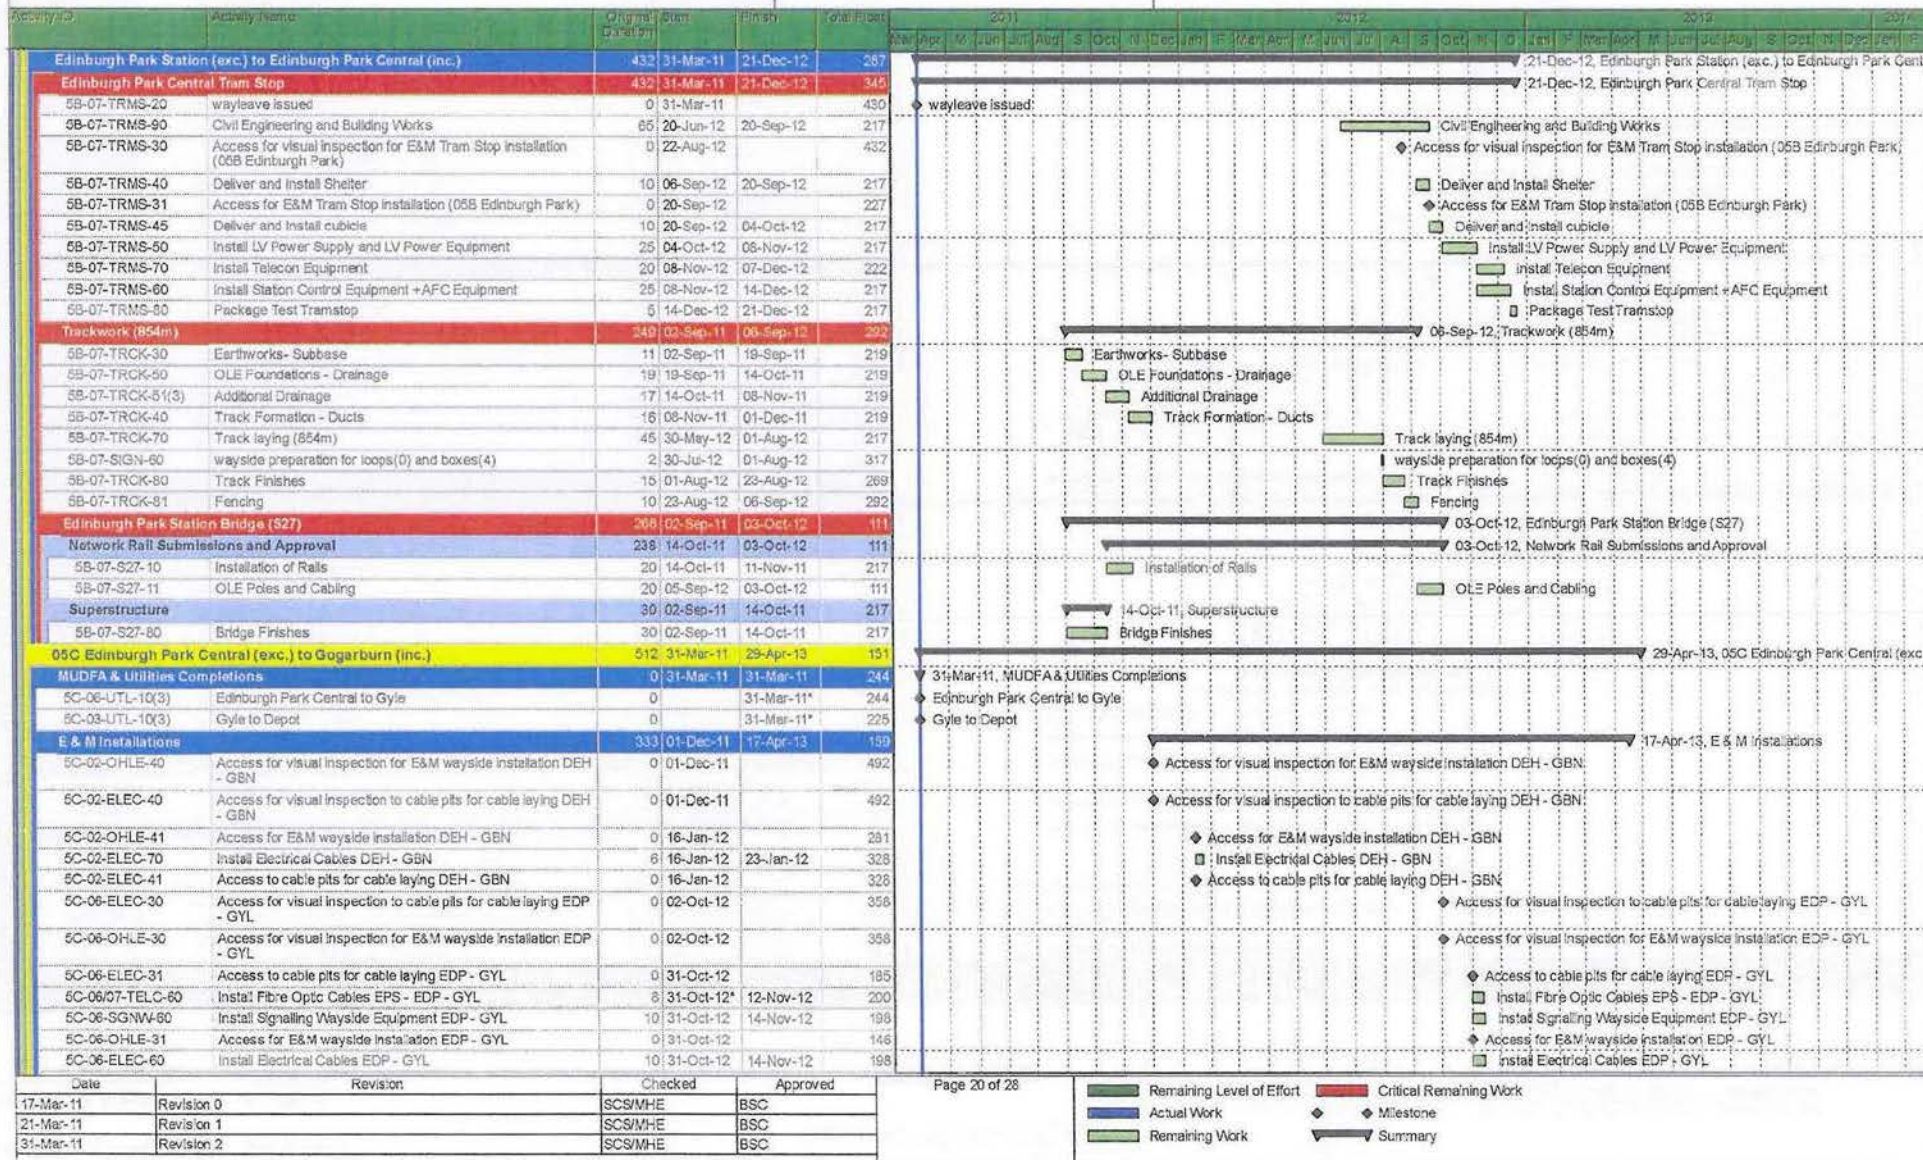 Activity ID Activity Name Original Duration Start Finish Total Float 2011 2012 2013 2014
Mar Apr M Jun Jul Aug S Oct N Dec Jan F Mar Apr M Jun Jul A S Oct N D Jan F Mar Apr M Jun Jul Aug S Oct N Dec Jan F
Edinburgh Park Station (exc.) to Edinburgh Park Central (inc.) 432 31-Mar-11 21-Dec-12 287 21-Dec-12, Edinburgh Park Station (exc.) to Edinburgh Park Cent
Edinburgh Park Central Tram Stop 432 31-Mar-11 21-Dec-12 345 21-Dec-12, Edinburgh Park Central Tram Stop
5B-07-TRMS-20 wayleave issued 0 31-Mar-11 430 wayleave issued
5B-07-TRMS-90 Civil Engineering and Building Works 65 20-Jun-12 20-Sep-12 217 Civil Engineering and Building Works
5B-07-TRMS-30 Access for visual inspection for E&M Tram Stop installation (05B Edinburgh Park) 0 22-Aug-12 432 Access for visual inspection for E&M Tram Stop installation (05B Edinburgh Park)
5B-07-TRMS-40 Deliver and Install Shelter 10 06-Sep-12 20-Sep-12 217 Deliver and Install Shelter
5B-07-TRMS-31 Access for E&M Tram Stop installation (05B Edinburgh Park) 0 20-Sep-12 227 Access for E&M Tram Stop installation (05B Edinburgh Park)
5B-07-TRMS-45 Deliver and install cubicle 10 20-Sep-12 04-Oct-12 217 Deliver and install cubicle
5B-07-TRMS-50 Install LV Power Supply and LV Power Equipment 25 04-Oct-12 08-Nov-12 217 Install LV Power Supply and LV Power Equipment
5B-07-TRMS-70 Install Telecon Equipment 20 08-Nov-12 07-Dec-12 222 Install Telecon Equipment
5B-07-TRMS-60 Install Station Control Equipment +AFC Equipment 25 08-Nov-12 14-Dec-12 217 Install Station Control Equipment +AFC Equipment
5B-07-TRMS-80 Package Test Tramstop 5 14-Dec-12 21-Dec-12 217 Package Test Tramstop
Trackwork (854m) 249 02-Sep-11 06-Sep-12 292 06-Sep-12, Trackwork (854m)
5B-07-TRCK-30 Earthworks- Subbase 11 02-Sep-11 19-Sep-11 219 Earthworks- Subbase
5B-07-TRCK-50 OLE Foundations - Drainage 19 19-Sep-11 14-Oct-11 219 OLE Foundations - Drainage
5B-07-TRCK-51(3) Additional Drainage 17 14-Oct-11 08-Nov-11 219 Additional Drainage
5B-07-TRCK-40 Track Formation - Ducts 16 08-Nov-11 01-Dec-11 219 Track Formation - Ducts
5B-07-TRCK-70 Track laying (854m) 45 30-May-12 01-Aug-12 217 Track laying (854m)
5B-07-SIGN-60 wayside preparation for loops(0) and boxes(4) 2 30-Jul-12 01-Aug-12 317 wayside preparation for loops(0) and boxes(4)
5B-07-TRCK-80 Track Finishes 15 01-Aug-12 23-Aug-12 269 Track Finishes
5B-07-TRCK-81 Fencing 10 23-Aug-12 06-Sep-12 292 Fencing
Edinburgh Park Station Bridge (S27) 266 02-Sep-11 03-Oct-12 111 03-Oct-12, Edinburgh Park Station Bridge (S27)
Network Rail Submissions and Approval 238 14-Oct-11 03-Oct-12 111 03-Oct-12, Network Rail Submissions and Approval
5B-07-S27-10 Installation of Rails 20 14-Oct-11 11-Nov-11 217 Installation of Rails
5B-07-S27-11 OLE Poles and Cabling 20 05-Sep-12 03-Oct-12 111 OLE Poles and Cabling
Superstructure 30 02-Sep-11 14-Oct-11 217 14-Oct-11, Superstructure
5B-07-S27-80 Bridge Finishes 30 02-Sep-11 14-Oct-11 217 Bridge Finishes
05C Edinburgh Park Central (exc.) to Gogarburn (inc.) 512 31-Mar-11 29-Apr-13 151 29-Apr-13, 05C Edinburgh Park Central (exc
MUDFA & Utilities Completions 0 31-Mar-11 31-Mar-11 244 31-Mar-11, MUDFA & Utilities Completions
5C-06-UTL-10(3) Edinburgh Park Central to Gyle 0 31-Mar-11* 244 Edinburgh Park Central to Gyle
5C-03-UTL-10(3) Gyle to Depot 0 31-Mar-11* 225 Gyle to Depot
E & M Installations 333 01-Dec-11 17-Apr-13 159 17-Apr-13, E & M Installations
5C-02-OHLE-40 Access for visual inspection for E&M wayside installation DEH - GBN 0 01-Dec-11 492 Access for visual inspection for E&M wayside installation DEH - GBN
5C-02-ELEC-40 Access for visual inspection to cable pits for cable laying DEH - GBN 0 01-Dec-11 492 Access for visual inspection to cable pits for cable laying DEH - GBN
5C-02-OHLE-41 Access for E&M wayside installation DEH - GBN 0 16-Jan-12 281 Access for E&M wayside installation DEH - GBN
5C-02-ELEC-70 Install Electrical Cables DEH - GBN 6 16-Jan-12 23-Jan-12 328 Install Electrical Cables DEH - GBN
5C-02-ELEC-41 Access to cable pits for cable laying DEH - GBN 0 16-Jan-12 328 Access to cable pits for cable laying DEH - GBN
5C-06-ELEC-30 Access for visual inspection to cable pits for cable laying EDP - GYL 0 02-Oct-12 358 Access for visual inspection to cable pits for cable laying EDP - GYL
5C-06-OHLE-30 Access for visual inspection for E&M wayside installation EDP - GYL 0 02-Oct-12 358 Access for visual inspection for E&M wayside installation EDP - GYL
5C-06-ELEC-31 Access to cable pits for cable laying EDP - GYL 0 31-Oct-12 185 Access to cable pits for cable laying EDP - GYL
5C-06/07-TELC-60 Install Fibre Optic Cables EPS - EDP - GYL 8 31-Oct-12* 12-Nov-12 200 Install Fibre Optic Cables EPS - EDP - GYL
5C-06-SGNW-60 Install Signalling Wayside Equipment EDP - GYL 10 31-Oct-12 14-Nov-12 198 Install Signalling Wayside Equipment EDP - GYL
5C-06-OHLE-31 Access for E&M wayside installation EDP - GYL 0 31-Oct-12 146 Access for E&M wayside installation EDP - GYL
5C-06-ELEC-60 Install Electrical Cables EDP - GYL 10 31-Oct-12 14-Nov-12 198 Install Electrical Cables EDP - GYL
Date Revision Checked Approved
17-Mar-11 Revision 0 SCS/MHE BSC
21-Mar-11 Revision 1 SCS/MHE BSC
31-Mar-11 Revision 2 SCS/MHE BSC
Page 20 of 28
Remaining Level of Effort Critical Remaining Work
Actual Work Milestone
Remaining Work Summary